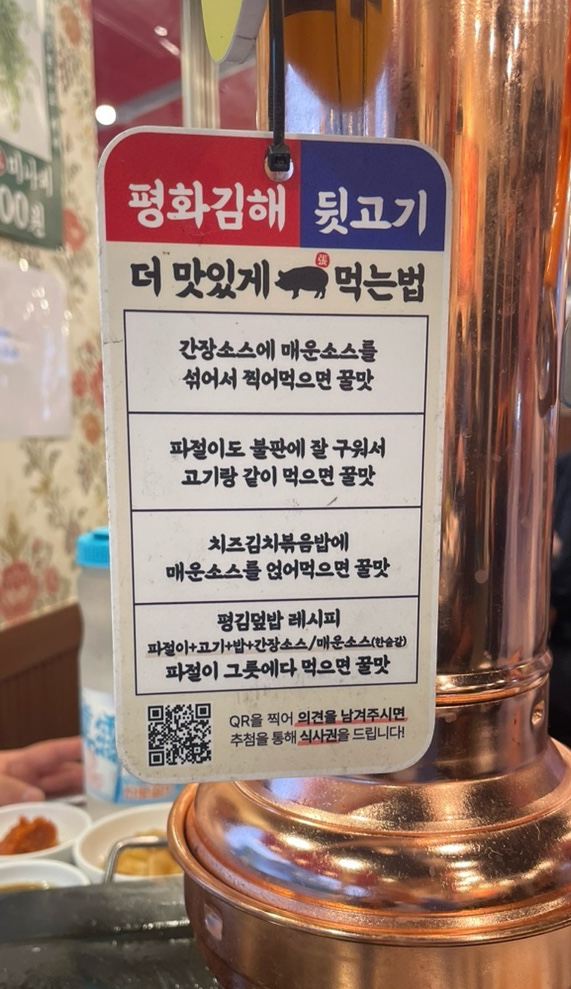 평화김해 뒷고기
더 맛있게 먹는법
간장소스에 매운소스를
섞어서 찍어먹으면 꿀맛
파절이도 불판에 잘 구워서
고기랑 같이 먹으면 꿀맛
치즈김치볶음밥에
매운소스를 얹어먹으면 꿀맛
평김덮밥 레시피
파절이+고기+밥+간장소스/매운소스(한숟갈)
파절이 그릇에다 먹으면 꿀맛
QR을 찍어 의견을 남겨주시면
추첨을 통해 식사권을 드립니다!
00원